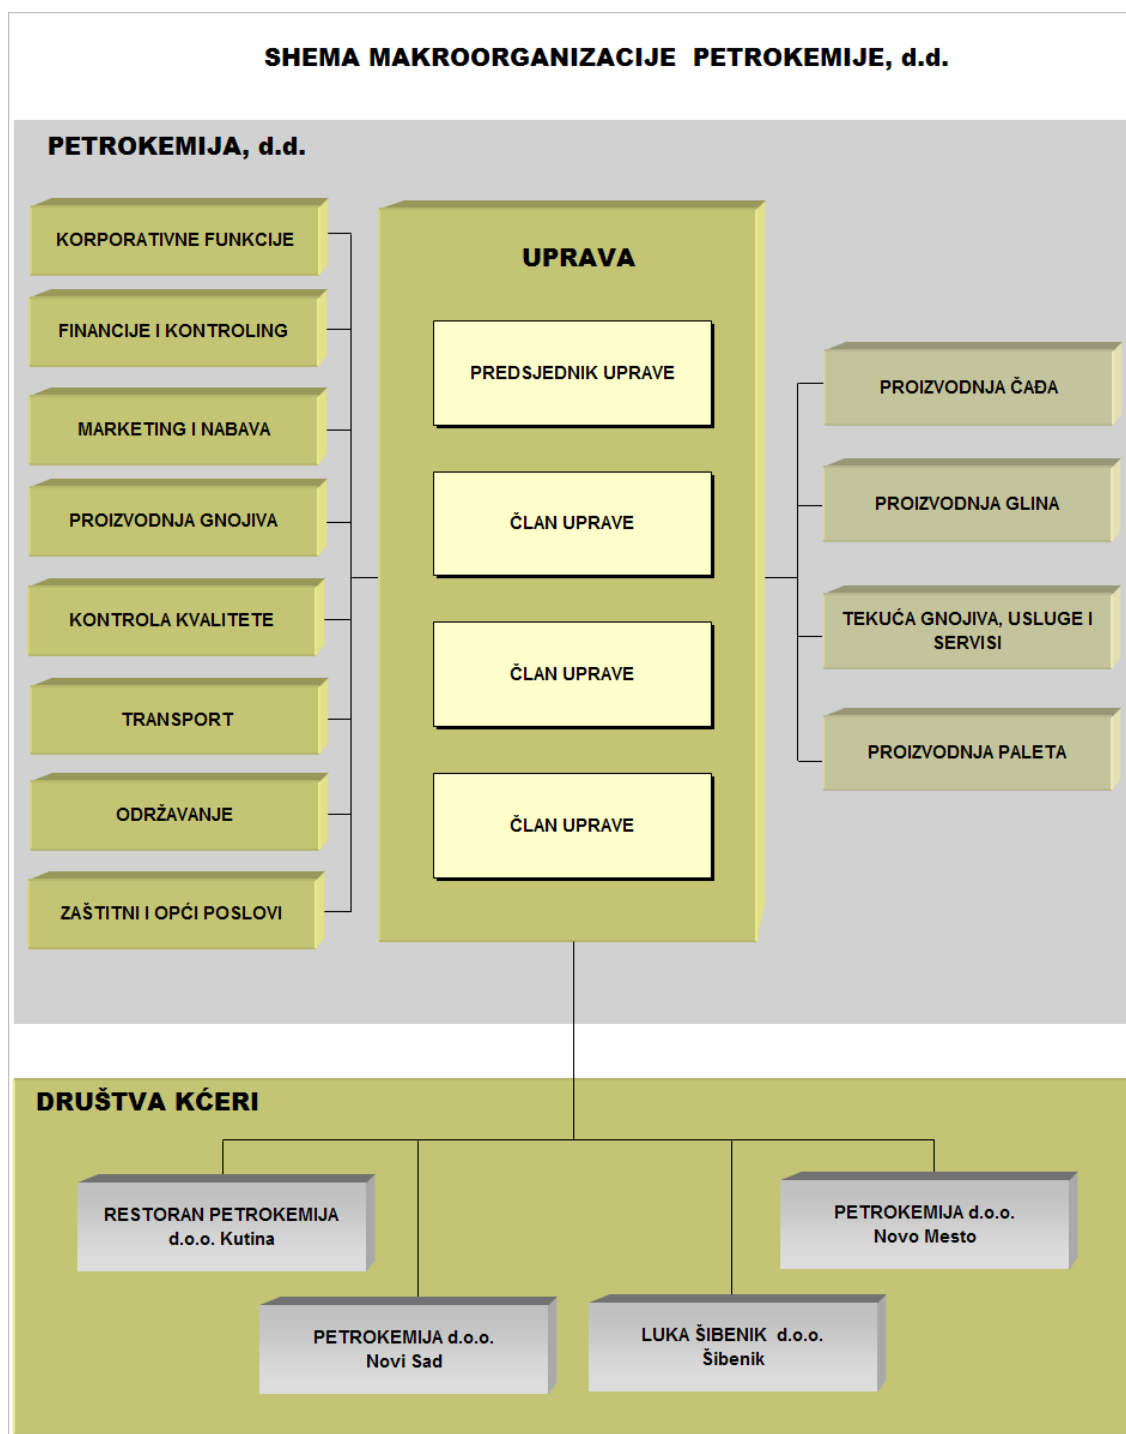 SHEMA MAKROORGANIZACIJE PETROKEMIJE, d.d.
PETROKEMIJA, d.d.
KORPORATIVNE FUNKCIJE
FINANCIJE I KONTROLING
MARKETING I NABAVA
PROIZVODNJA GNOJIVA
KONTROLA KVALITETE
TRANSPORT
ODRŽAVANJE
ZAŠTITNI I OPĆI POSLOVI
UPRAVA
PREDSJEDNIK UPRAVE
ČLAN UPRAVE
ČLAN UPRAVE
ČLAN UPRAVE
PROIZVODNJA ČAĐA
PROIZVODNJA GLINA
TEKUĆA GNOJIVA, USLUGE I
SERVISI
PROIZVODNJA PALETA
DRUŠTVA KĆERI
RESTORAN PETROKEMIJA
d.o.o. Kutina
PETROKEMIJA d.o.o.
Novi Sad
LUKA ŠIBENIK d.o.o.
Šibenik
PETROKEMIJA d.o.o.
Novo Mesto